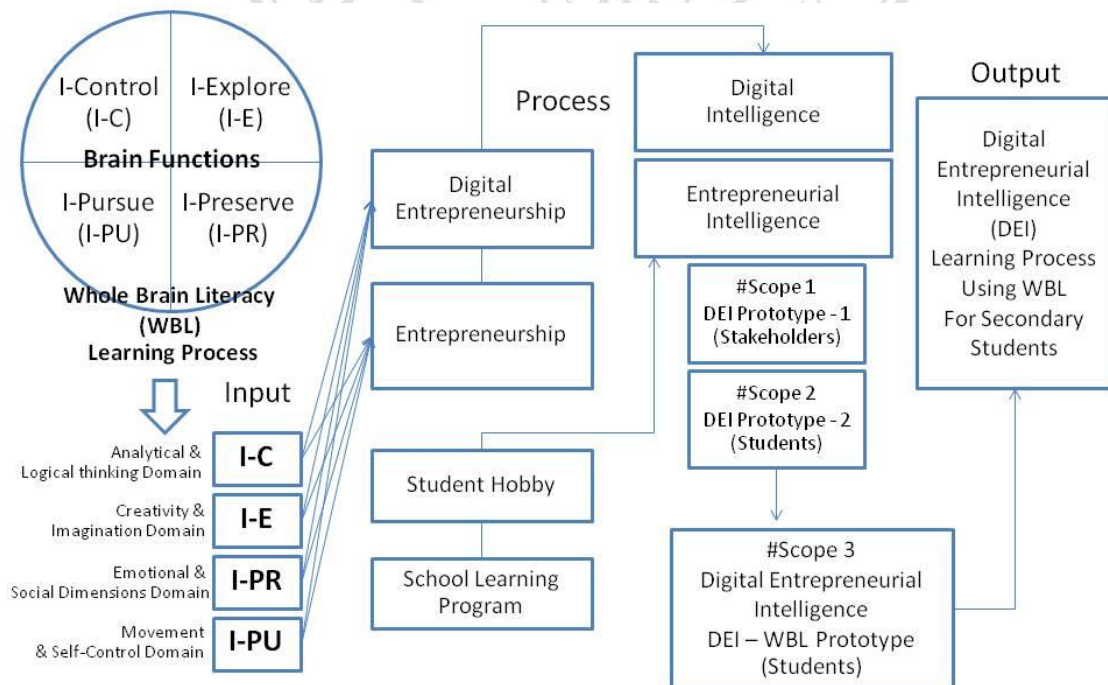 I-Control
(I-C)
I-Explore
(I-E)
Brain Functions
I-Pursue
(I-PU)
I-Preserve
(I-PR)
Whole Brain Literacy
(WBL)
Learning Process
Input
Analytical &
Logical thinking Domain
I-C
Creativity &
Imagination Domain
I-E
Emotional &
Social Dimensions Domain
I-PR
Movement
& Self-Control Domain
I-PU
Process
Digital
Entrepreneurship
Entrepreneurship
Student Hobby
School Learning
Program
Digital
Intelligence
Entrepreneurial
Intelligence
#Scope 1
DEI Prototype - 1
(Stakeholders)
#Scope 2
DEI Prototype - 2
(Students)
#Scope 3
Digital Entrepreneurial
Intelligence
DEI – WBL Prototype
(Students)
Output
Digital
Entrepreneurial
Intelligence
(DEI)
Learning Process
Using WBL
For Secondary
Students